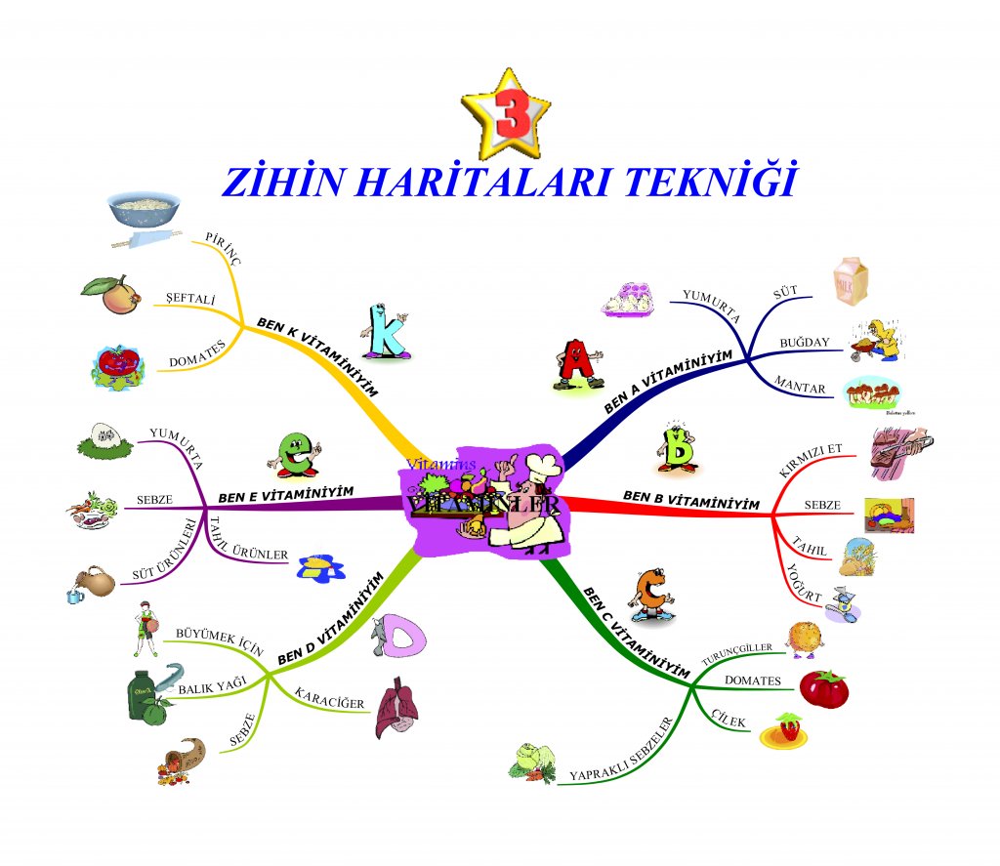 3
ZİHİN HARİTALARI TEKNİĞİ
Vitamins
VİTAMİNLER
BEN A VİTAMİNİYİM
YUMURTA
SÜT
MILK
BUĞDAY
MANTAR
BEN B VİTAMİNİYİM
KIRMIZI ET
SEBZE
TAHIL
YOĞURT
BEN C VİTAMİNİYİM
TURUNÇGİLLER
DOMATES
ÇİLEK
YAPRAKLI SEBZELER
BEN D VİTAMİNİYİM
BÜYÜMEK İÇİN
BALIK YAĞI
SEBZE
KARACİĞER
BEN E VİTAMİNİYİM
YUMURTA
SEBZE
SÜT ÜRÜNLERİ
TAHIL ÜRÜNLER
BEN K VİTAMİNİYİM
PİRİNÇ
ŞEFTALİ
DOMATES
K
A
B
C
D
e